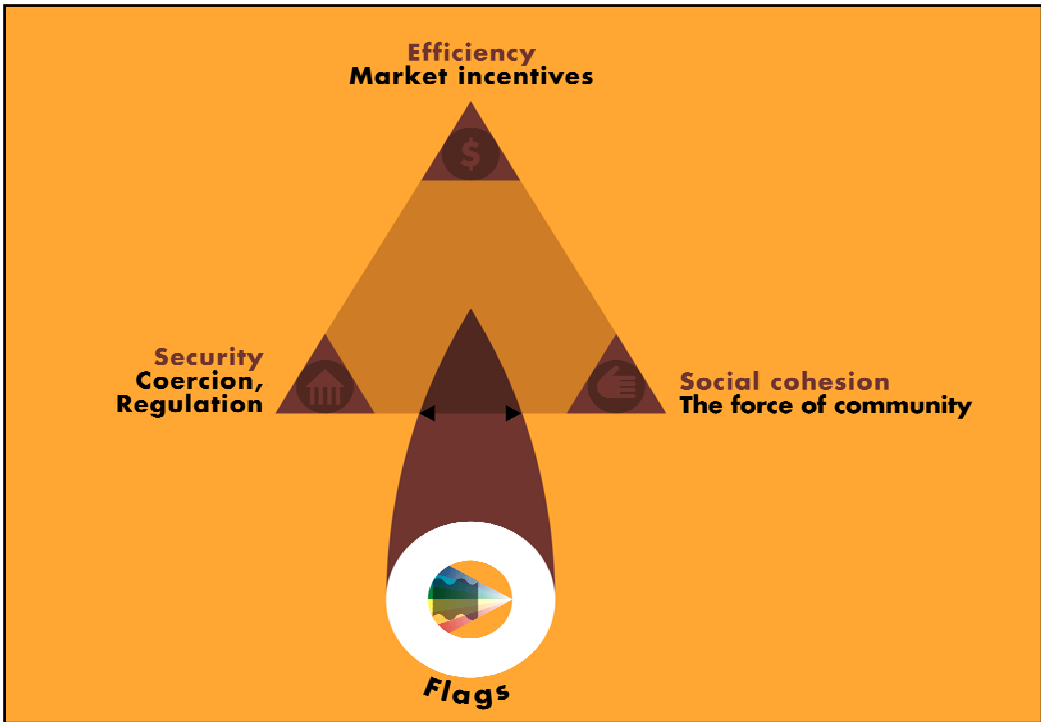 Efficiency
Market incentives
$
Security
Coercion,
Regulation
Social cohesion
The force of community
Flags